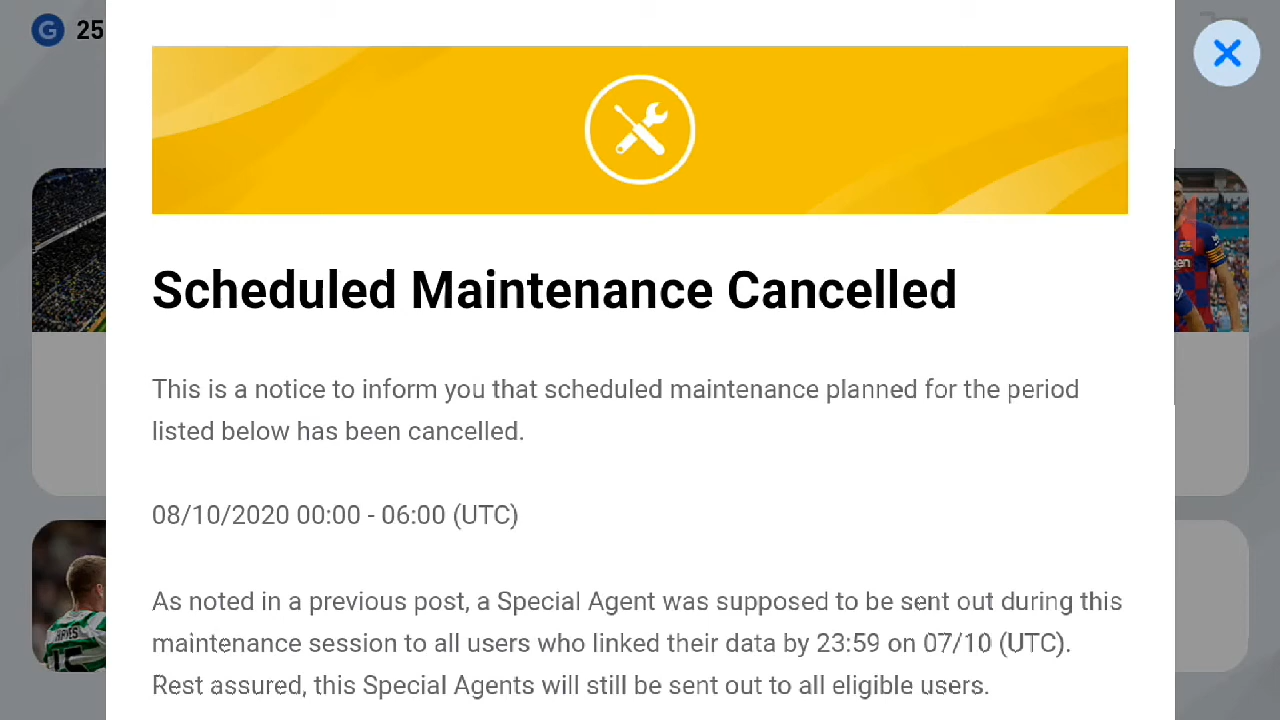 G 25
Scheduled Maintenance Cancelled
This is a notice to inform you that scheduled maintenance planned for the period
listed below has been cancelled.
08/10/2020 00:00 - 06:00 (UTC)
As noted in a previous post, a Special Agent was supposed to be sent out during this
maintenance session to all users who linked their data by 23:59 on 07/10 (UTC).
Rest assured, this Special Agents will still be sent out to all eligible users.
HAYES
15